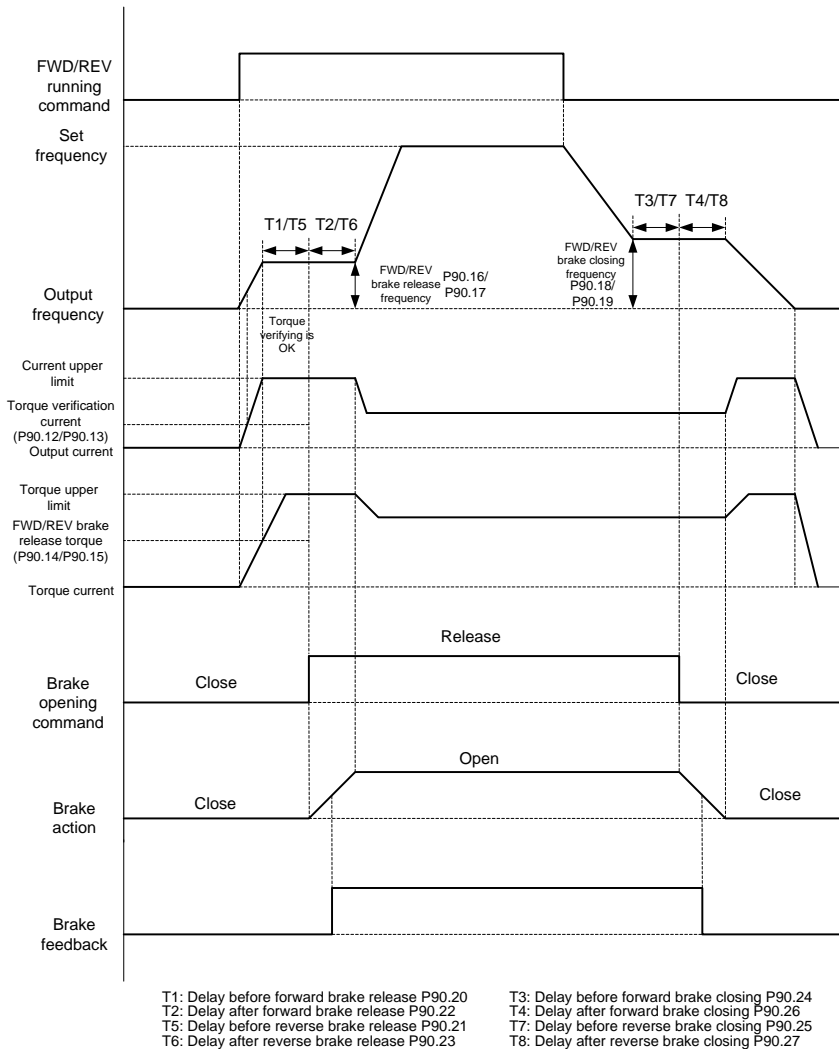 FWD/REV
running
command
Set
frequency
T1/T5
T2/T6
T3/T7
T4/T8
FWD/REV
brake release
frequency
P90.16/
P90.17
FWD/REV
brake closing
frequency
P90.18/
P90.19
Output
frequency
Torque
verifying is
OK
Current upper
limit
Torque verification
current
(P90.12/P90.13)
Output current
Torque upper
limit
FWD/REV brake
release torque
(P90.14/P90.15)
Torque current
Release
Close
Close
Brake
opening
command
Open
Close
Close
Brake
action
Brake
feedback
T1: Delay before forward brake release P90.20
T2: Delay after forward brake release P90.22
T5: Delay before reverse brake release P90.21
T6: Delay after reverse brake release P90.23
T3: Delay before forward brake closing P90.24
T4: Delay after forward brake closing P90.26
T7: Delay before reverse brake closing P90.25
T8: Delay after reverse brake closing P90.27